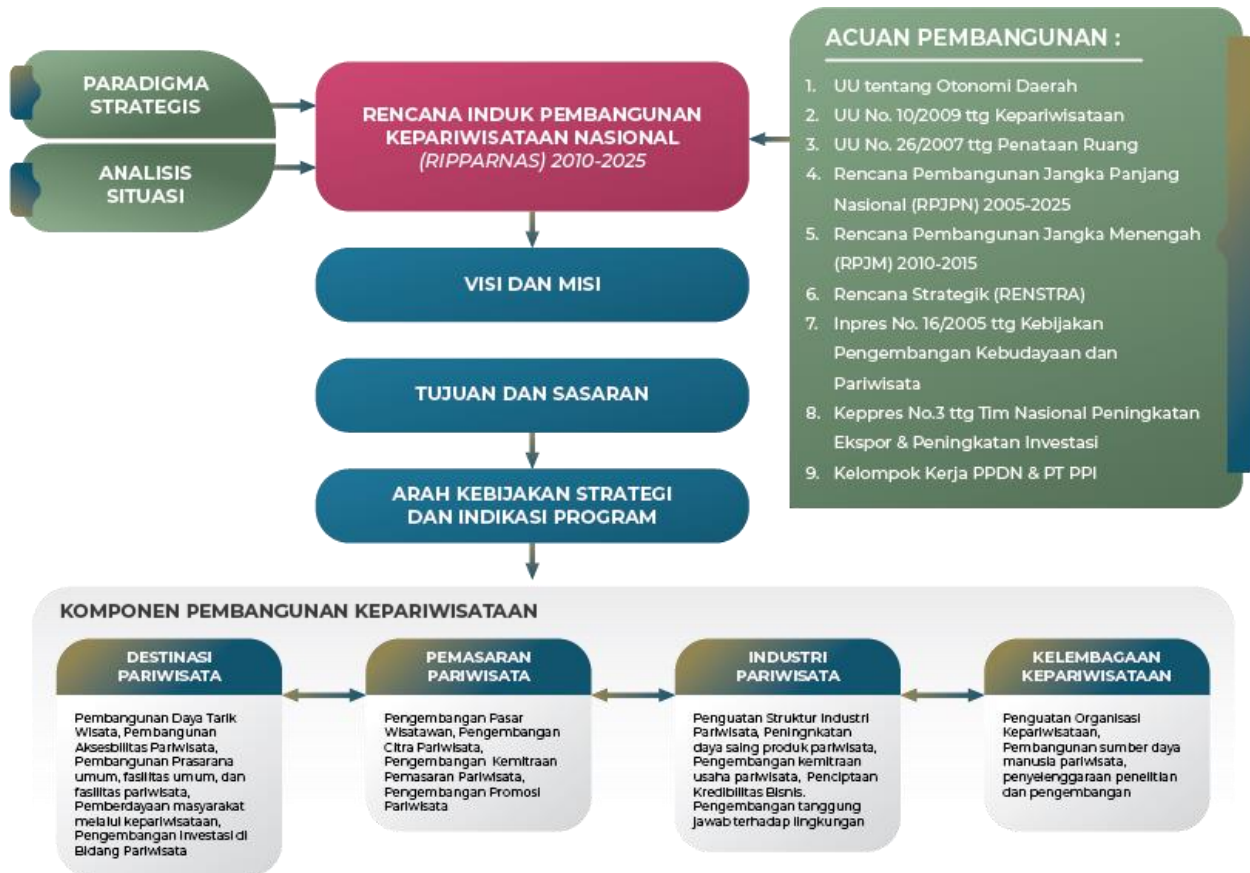 PARADIGMA
STRATEGIS
ANALISIS
SITUASI
RENCANA INDUK PEMBANGUNAN
KEPARIWISATAAN NASIONAL
(RIPPARNAS) 2010-2025
VISI DAN MISI
TUJUAN DAN SASARAN
ARAH KEBIJAKAN STRATEGI
DAN INDIKASI PROGRAM
ACUAN PEMBANGUNAN :
1. UU tentang Otonomi Daerah
2. UU No. 10/2009 ttg Kepariwisataan
3. UU No. 26/2007 ttg Penataan Ruang
4. Rencana Pembangunan Jangka Panjang
Nasional (RPJPN) 2005-2025
5. Rencana Pembangunan Jangka Menengah
(RPJM) 2010-2015
6. Rencana Strategik (RENSTRA)
7. Inpres No. 16/2005 ttg Kebijakan
Pengembangan Kebudayaan dan
Pariwisata
8. Keppres No.3 ttg Tim Nasional Peningkatan
Ekspor & Peningkatan Investasi
9. Kelompok Kerja PPDN & PT PPI
KOMPONEN PEMBANGUNAN KEPARIWISATAAN
DESTINASI
PARIWISATA
Pembangunan Daya Tarik
Wisata, Pembangunan
Aksesbilitas Pariwisata,
Pembangunan Prasarana
umum, fasilitas umum, dan
fasilitas pariwisata,
Pemberdayaan masyarakat
melalui kepariwisataan,
Pengembangan Investasi di
Bidang Pariwisata
PEMASARAN
PARIWISATA
Pengembangan Pasar
Wisatawan, Pengembangan
Citra Pariwisata,
Pengembangan Kemitraan
Pemasaran Pariwisata,
Pengembangan Promosi
Pariwisata
INDUSTRI
PARIWISATA
Penguatan Struktur Industri
Pariwisata, Peningnkatan
daya saing produk pariwisata,
Pengembangan kemitraan
usaha pariwisata, Penciptaan
Kredibilitas Bisnis.
Pengembangan tanggung
jawab terhadap lingkungan
KELEMBAGAAN
KEPARIWISATAAN
Penguatan Organisasi
Kepariwisataan,
Pembangunan sumber daya
manusia pariwisata,
penyelenggaraan penelitian
dan pengembangan